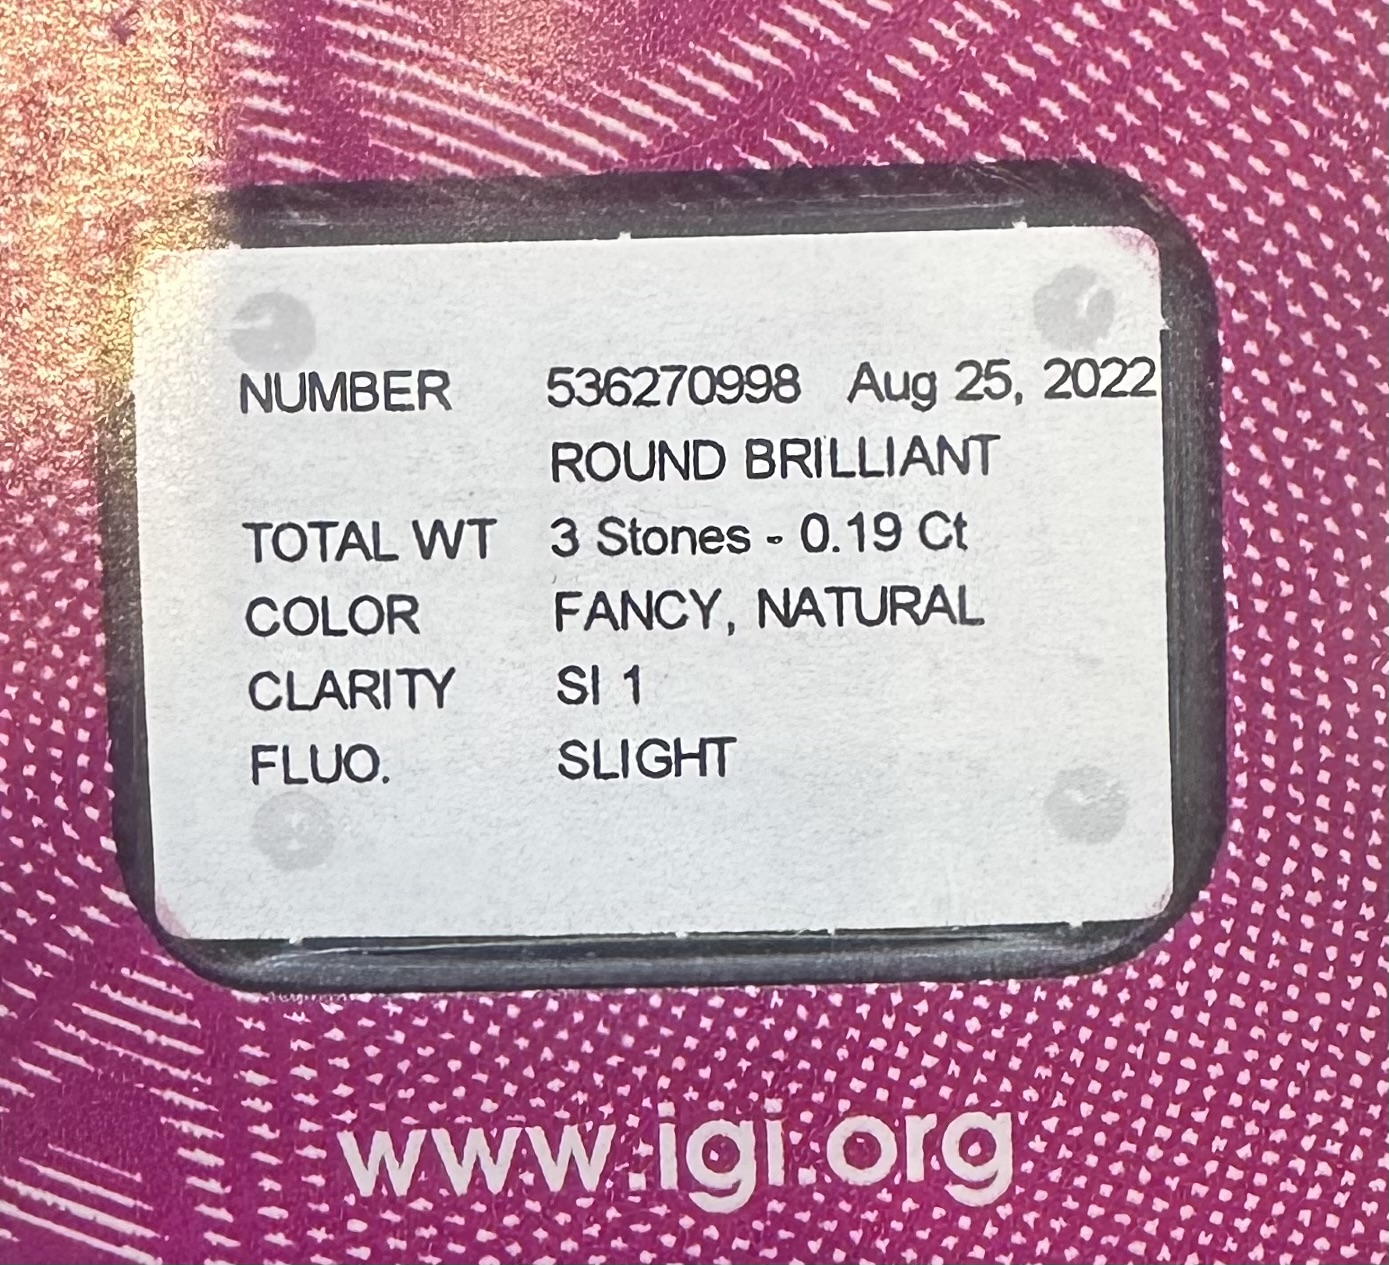 NUMBER 536270998 Aug 25, 2022
ROUND BRILLIANT
TOTAL WT 3 Stones - 0.19 Ct
COLOR FANCY, NATURAL
CLARITY SI 1
FLUO. SLIGHT
www.igi.org